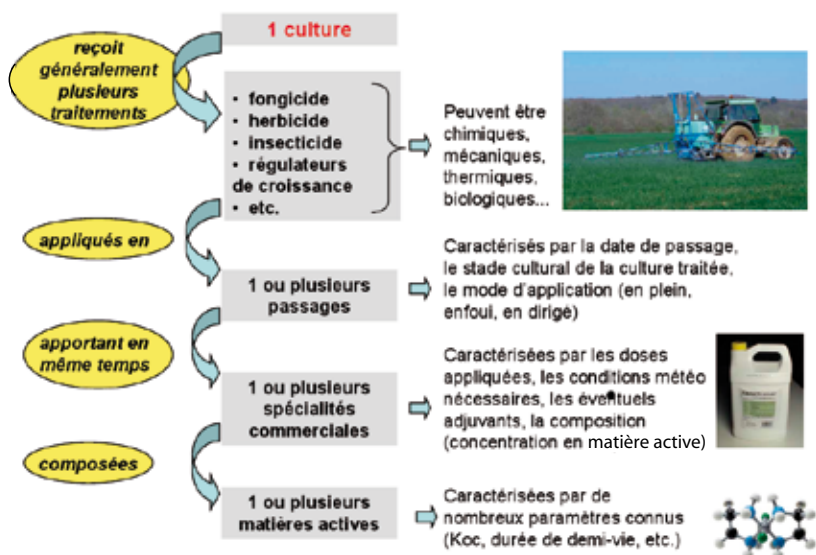 1 culture
reçoit
généralement
plusieurs
traitements
• fongicide
• herbicide
• insecticide
• régulateurs
de croissance
• etc.
Peuvent être
chimiques,
mécaniques,
thermiques,
biologiques...
appliqués en
1 ou plusieurs
passages
Caractérisés par la date de passage,
le stade cultural de la culture traitée,
le mode d'application (en plein,
enfoui, en dirigé)
apportant en
même temps
1 ou plusieurs
spécialités
commerciales
Caractérisées par les doses
appliquées, les conditions météo
nécessaires, les éventuels
adjuvants, la composition
(concentration en matière active)
composées
1 ou plusieurs
matières actives
Caractérisées par de
nombreux paramètres connus
(Koc, durée de demi-vie, etc.)